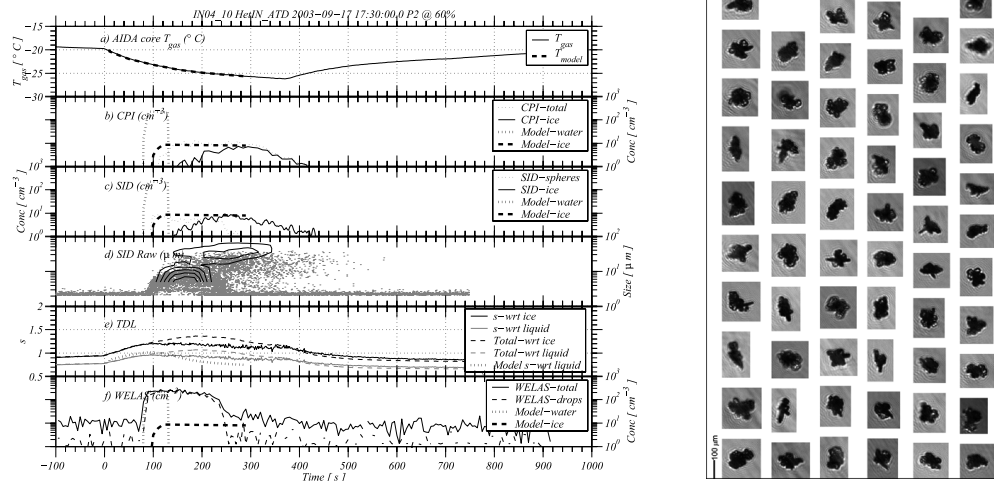 IN04_10 HetIN_ATD 2003−09−17 17:30:00.0 P2 @ 60%
−15
−20
−25
−30
T gas [ ° C ]
a) AIDA core T gas (° C)
T gas
T model
b) CPI (cm−3)
CPI−total
CPI−ice
Model−water
Model−ice
10^3
10^2
10^1
10^0
Conc [ cm−3 ]
c) SID (cm−3)
SID−spheres
SID−ice
Model−water
Model−ice
10^3
10^2
10^1
10^0
Conc [ cm−3 ]
d) SID Raw (µ m)
10^2
10^1
10^0
Size [ µ m ]
2
1.5
1
0.5
s
e) TDL
s−wrt ice
s−wrt liquid
Total−wrt ice
Total−wrt liquid
Model s−wrt liquid
f) WELAS (cm−3)
WELAS−total
WELAS−drops
Model−water
Model−ice
10^3
10^2
10^1
10^0
Conc [ cm−3 ]
−100 0 100 200 300 400 500 600 700 800 900 1000
Time [ s ]
100 µm